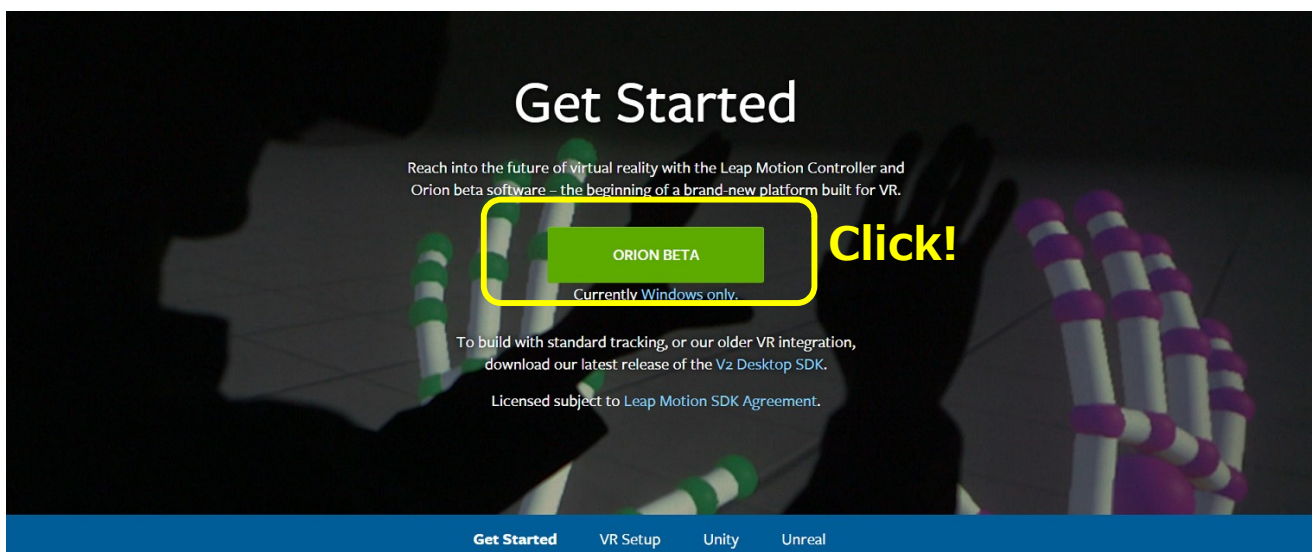 Get Started
Reach into the future of virtual reality with the Leap Motion Controller and
Orion beta software – the beginning of a brand-new platform built for VR.
ORION BETA
Click!
Currently Windows only.
To build with standard tracking, or our older VR integration,
download our latest release of the V2 Desktop SDK.
Licensed subject to Leap Motion SDK Agreement.
Get Started VR Setup Unity Unreal